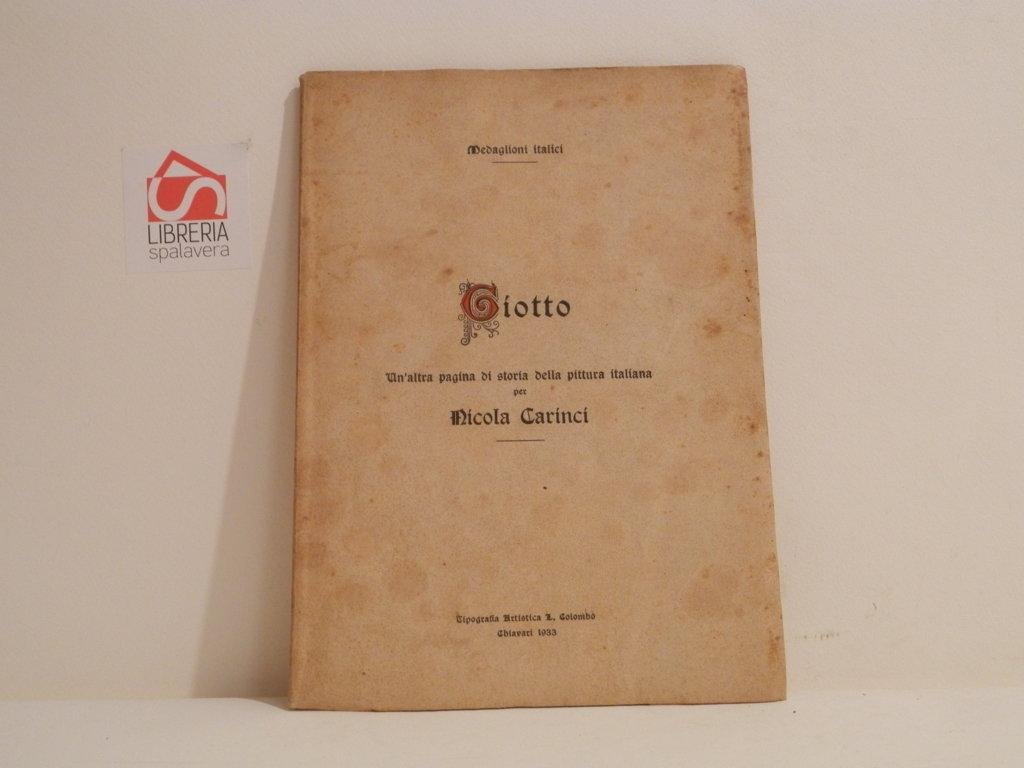 LIBRERIA
spalavera
Medaglioni italici
Giotto
Un'altra pagina di storia della pittura italiana
per
Nicola Carinci
Tipografia Artistica L. Colombo
Chiavari 1933